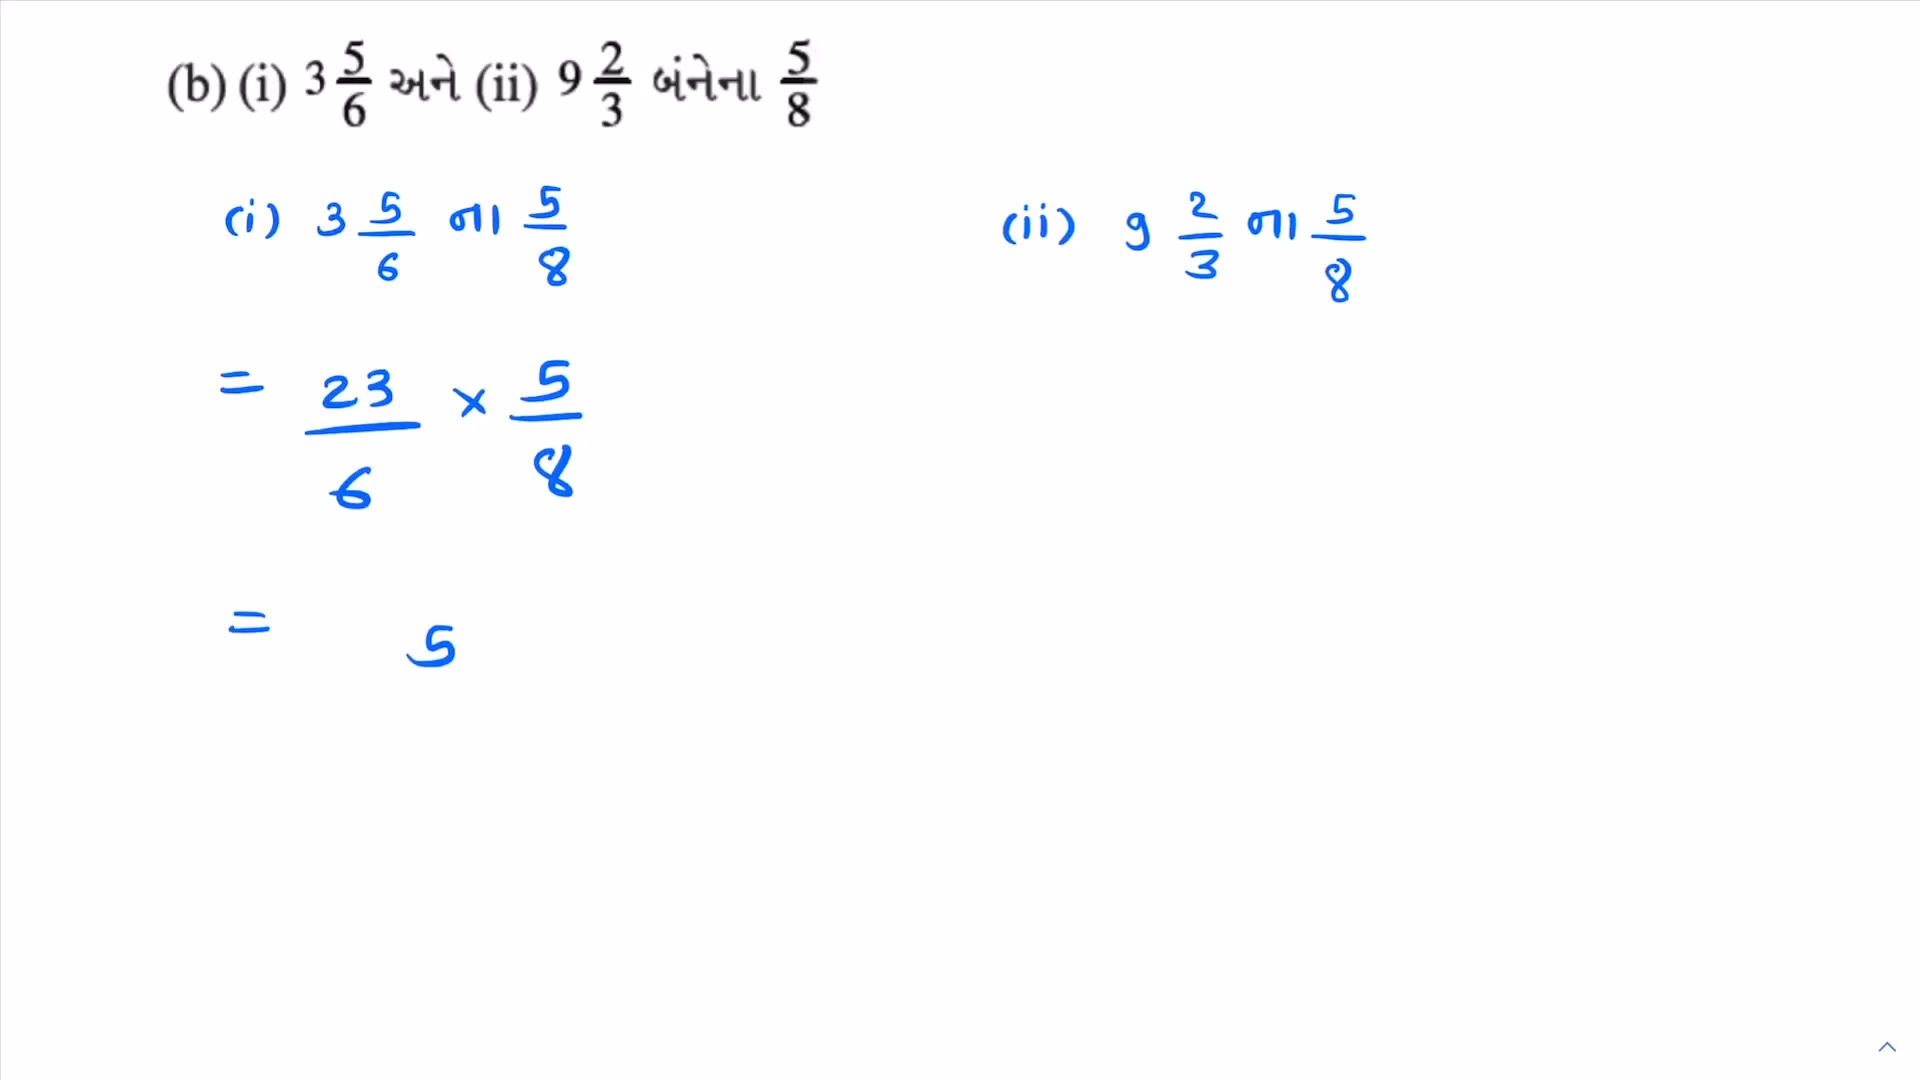 (b) (i) 3 5/6 અને (ii) 9 2/3 બંનેના 5/8
(i) 3 5/6 ના 5/8
= 23/6 × 5/8
= 5
(ii) 9 2/3 ના 5/8